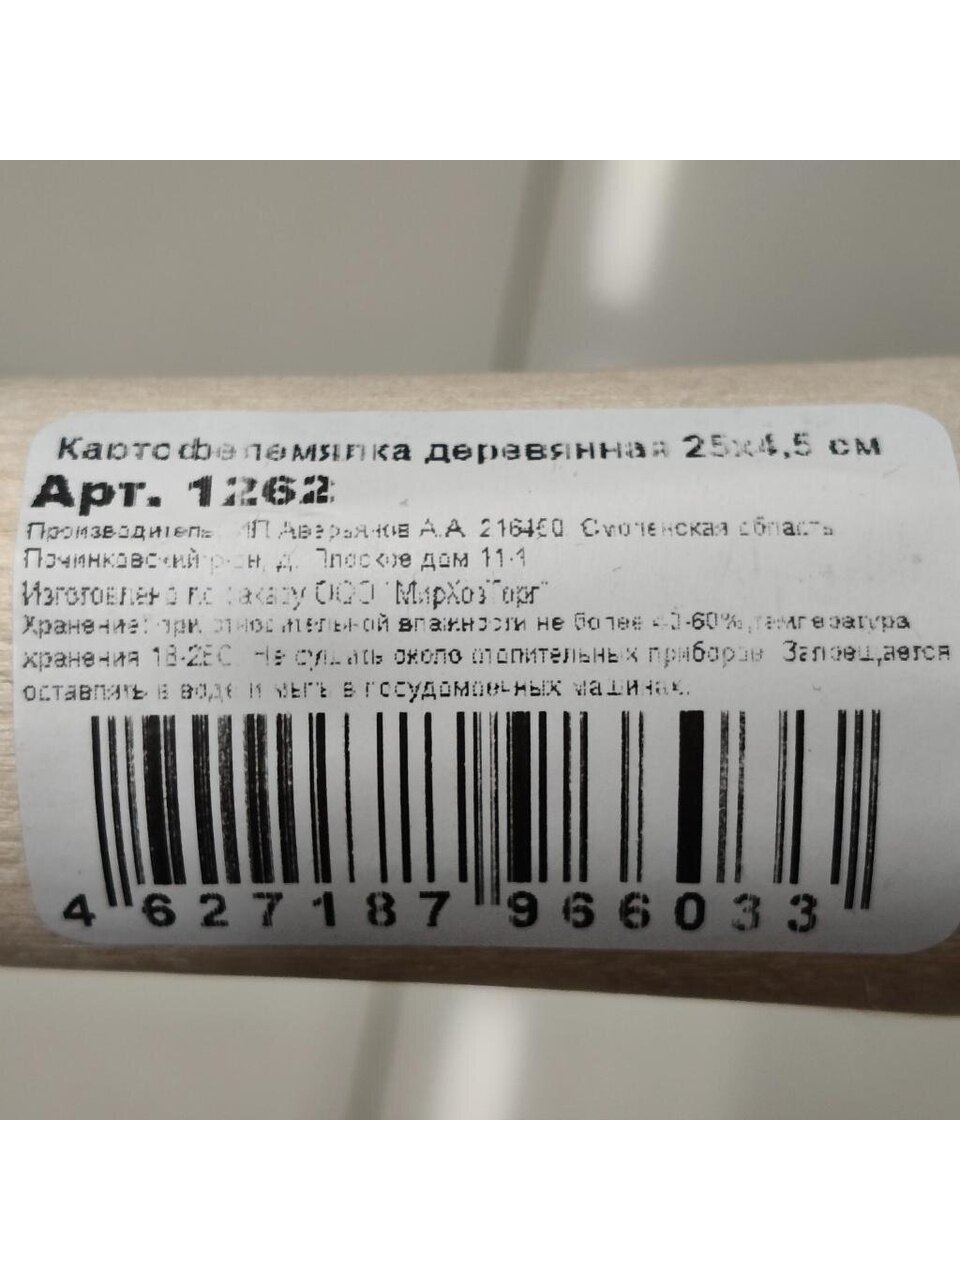 Картофелемялка деревянная 25х4,5 см
Арт. 1262
Производитель: ИП Аверьянов А.А. 216450 Смоленская область
Починковский р-он, д. Плоское дом 11-1
Изготовлено по заказу ООО "МирХозТорг"
Хранение: при относительной влажности не более 40-60%, температура
хранения 18-25С. Не сушить около отопительных приборов. Запрещается
оставлять в воде и мыть в посудомоечных машинах.
4 627187 966033